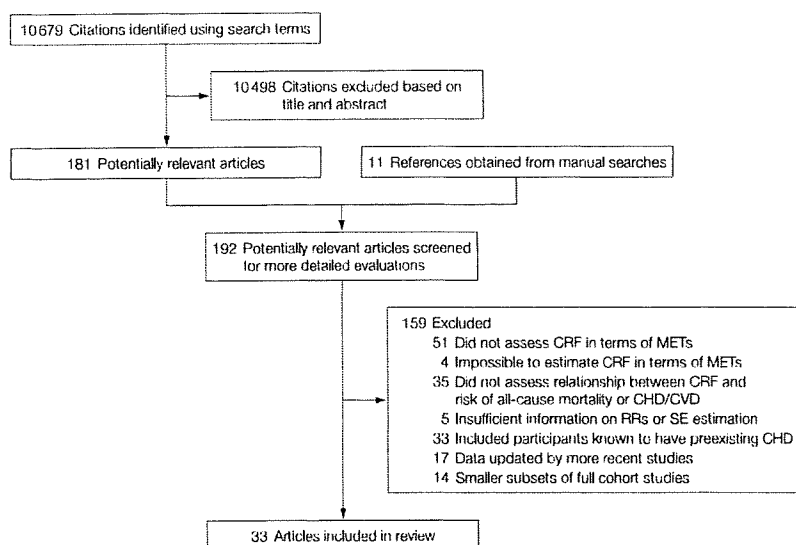 10679 Citations identified using search terms
10498 Citations excluded based on
title and abstract
181 Potentially relevant articles
11 References obtained from manual searches
192 Potentially relevant articles screened
for more detailed evaluations
159 Excluded
51 Did not assess CRF in terms of METs
4 Impossible to estimate CRF in terms of METs
35 Did not assess relationship between CRF and
risk of all-cause mortality or CHD/CVD
5 Insufficient information on RRs or SE estimation
33 Included participants known to have preexisting CHD
17 Data updated by more recent studies
14 Smaller subsets of full cohort studies
33 Articles included in review